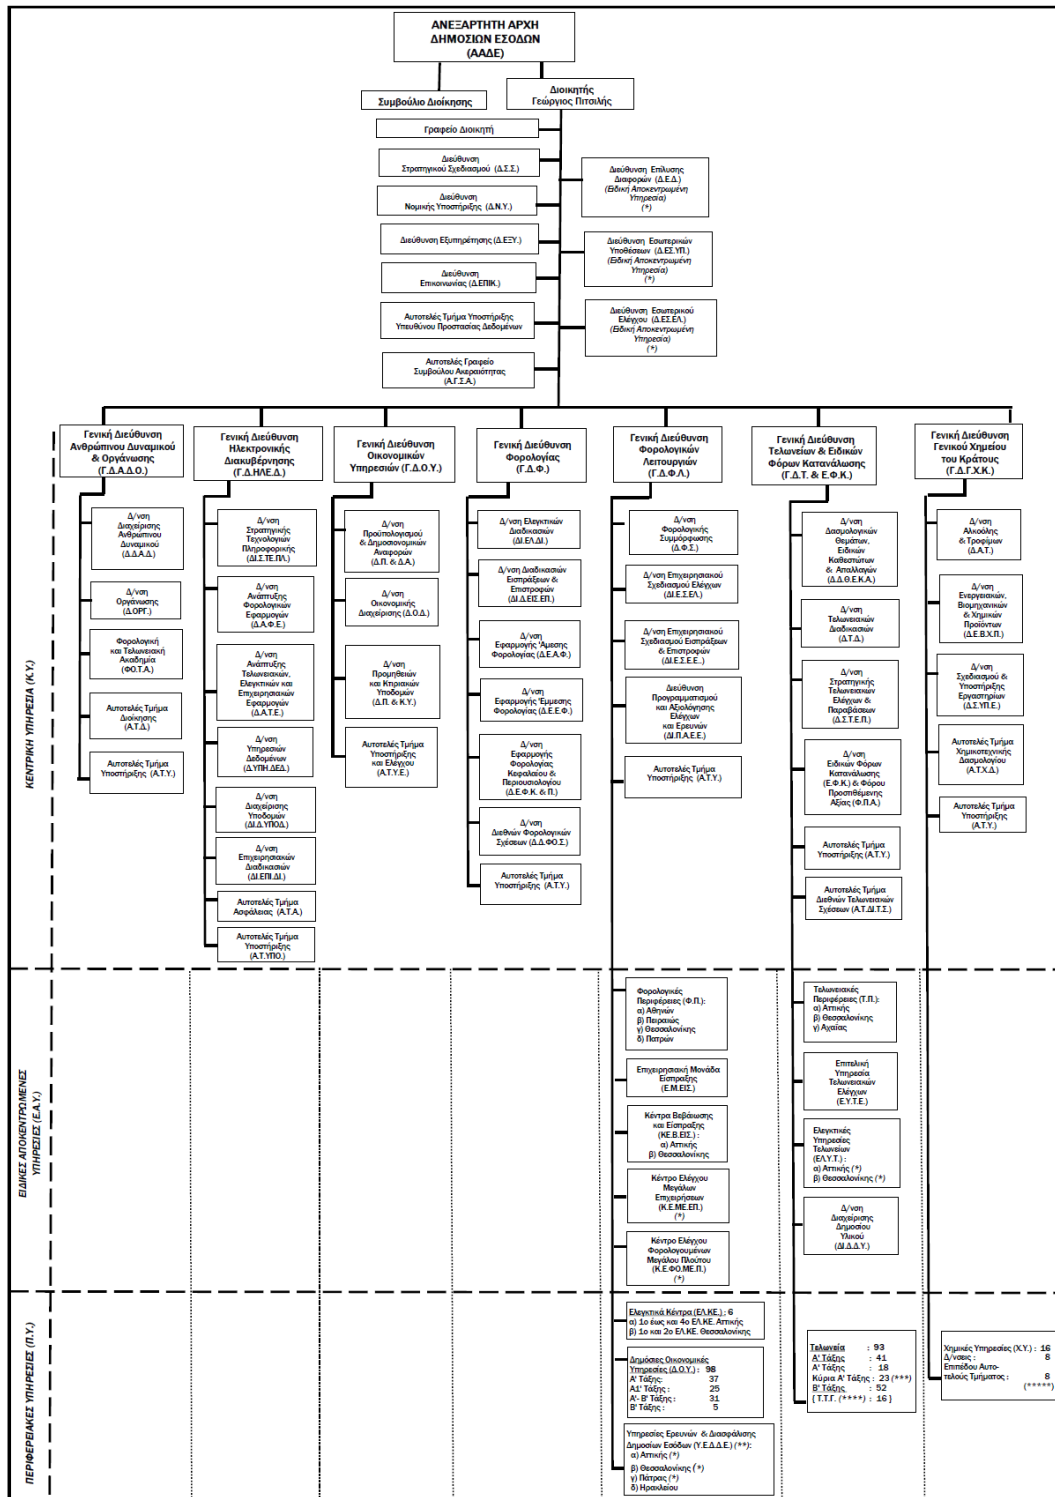 ΑΝΕΞΑΡΤΗΤΗ ΑΡΧΗ
ΔΗΜΟΣΙΩΝ ΕΣΟΔΩΝ
(ΑΑΔΕ)
Συμβούλιο Διοίκησης
Διοικητής
Γεώργιος Πιτσιλής
Γραφείο Διοικητή
Διεύθυνση
Στρατηγικού Σχεδιασμού (Δ.Σ.Σ.)
Διεύθυνση
Νομικής Υποστήριξης (Δ.Ν.Υ.)
Διεύθυνση Εξυπηρέτησης (Δ.ΕΞΥ.)
Διεύθυνση
Επικοινωνίας (Δ.ΕΠΙΚ.)
Αυτοτελές Τμήμα Υποστήριξης
Υπευθύνου Προστασίας Δεδομένων
Αυτοτελές Γραφείο
Συμβούλου Ακεραιότητας
(Α.Γ.Σ.Α.)
Διεύθυνση Επίλυσης
Διαφορών (Δ.Ε.Δ.)
(Ειδική Αποκεντρωμένη
Υπηρεσία)
(*)
Διεύθυνση Εσωτερικών
Υποθέσεων (Δ.ΕΣ.ΥΠ.)
(Ειδική Αποκεντρωμένη
Υπηρεσία)
(*)
Διεύθυνση Εσωτερικού
Ελέγχου (Δ.ΕΣ.ΕΛ.)
(Ειδική Αποκεντρωμένη
Υπηρεσία)
(*)
ΚΕΝΤΡΙΚΗ ΥΠΗΡΕΣΙΑ (Κ.Υ.)
Γενική Διεύθυνση
Ανθρώπινου Δυναμικού
& Οργάνωσης
(Γ.Δ.Α.Δ.Ο.)
Δ/νση
Διαχείρισης
Ανθρώπινου
Δυναμικού
(Δ.Δ.Α.Δ.)
Δ/νση
Οργάνωσης
(Δ.ΟΡΓ.)
Φορολογική
και Τελωνειακή
Ακαδημία
(ΦΟ.Τ.Α.)
Αυτοτελές Τμήμα
Διοίκησης
(Α.Τ.Δ.)
Αυτοτελές Τμήμα
Υποστήριξης (Α.Τ.Υ.)
Γενική Διεύθυνση
Ηλεκτρονικής
Διακυβέρνησης
(Γ.Δ.ΗΛΕ.Δ.)
Δ/νση
Στρατηγικής
Τεχνολογιών
Πληροφορικής
(ΔΙ.Σ.ΤΕ.ΠΛ.)
Δ/νση
Ανάπτυξης
Φορολογικών
Εφαρμογών
(Δ.Α.Φ.Ε.)
Δ/νση
Ανάπτυξης
Τελωνειακών,
Ελεγκτικών και
Επιχειρησιακών
Εφαρμογών
(Δ.Α.Τ.Ε.)
Δ/νση
Υπηρεσιών
Δεδομένων
(Δ.ΥΠΗ.ΔΕΔ.)
Δ/νση
Διαχείρισης
Υποδομών
(ΔΙ.Δ.ΥΠΟΔ.)
Δ/νση
Επιχειρησιακών
Διαδικασιών
(ΔΙ.ΕΠΙ.ΔΙ.)
Αυτοτελές Τμήμα
Ασφάλειας (Α.Τ.Α.)
Αυτοτελές Τμήμα
Υποστήριξης
(Α.Τ.ΥΠΟ.)
Γενική Διεύθυνση
Οικονομικών
Υπηρεσιών (Γ.Δ.Ο.Υ.)
Δ/νση
Προϋπολογισμού
& Δημοσιονομικών
Αναφορών
(Δ.Π. & Δ.Α.)
Δ/νση
Οικονομικής
Διαχείρισης (Δ.Ο.Δ.)
Δ/νση
Προμηθειών
και Κτιριακών
Υποδομών
(Δ.Π. & Κ.Υ.)
Αυτοτελές Τμήμα
Υποστήριξης
και Ελέγχου
(Α.Τ.Υ.Ε.)
Γενική Διεύθυνση
Φορολογίας
(Γ.Δ.Φ.)
Δ/νση Ελεγκτικών
Διαδικασιών
(ΔΙ.ΕΛ.ΔΙ.)
Δ/νση Διαδικασιών
Εισπράξεων &
Επιστροφών
(ΔΙ.Δ.ΕΙΣ.ΕΠ.)
Δ/νση
Εφαρμογής Άμεσης
Φορολογίας (Δ.Ε.Α.Φ.)
Δ/νση
Εφαρμογής Έμμεσης
Φορολογίας (Δ.Ε.Ε.Φ.)
Δ/νση
Εφαρμογής
Φορολογίας
Κεφαλαίου &
Περιουσιολογίου
(Δ.Ε.Φ.Κ. & Π.)
Δ/νση
Διεθνών Φορολογικών
Σχέσεων (Δ.Δ.ΦΟ.Σ.)
Αυτοτελές Τμήμα
Υποστήριξης (Α.Τ.Υ.)
Γενική Διεύθυνση
Φορολογικών
Λειτουργιών
(Γ.Δ.Φ.Λ.)
Δ/νση
Φορολογικής
Συμμόρφωσης
(Δ.Φ.Σ.)
Δ/νση Επιχειρησιακού
Σχεδιασμού Ελέγχων
(ΔΙ.Ε.Σ.ΕΛ.)
Δ/νση Επιχειρησιακού
Σχεδιασμού Εισπράξεων &
Επιστροφών
(ΔΙ.Ε.Σ.Ε.Ε..)
Διεύθυνση
Προγραμματισμού
και Αξιολόγησης
Ελέγχων
και Ερευνών
(ΔΙ.Π.Α.Ε.Ε.)
Αυτοτελές Τμήμα
Υποστήριξης (Α.Τ.Υ.)
Γενική Διεύθυνση
Τελωνείων & Ειδικών
Φόρων Κατανάλωσης
(Γ.Δ.Τ. & Ε.Φ.Κ.)
Δ/νση
Δασμολογικών
Θεμάτων,
Ειδικών
Καθεστώτων
& Απαλλαγών
(Δ.Δ.Θ.Ε.Κ.Α.)
Δ/νση
Τελωνειακών
Διαδικασιών
(Δ.Τ.Δ.)
Δ/νση
Στρατηγικής
Τελωνειακών
Ελέγχων &
Παραβάσεων
(Δ.Σ.Τ.Ε.Π.)
Δ/νση
Ειδικών Φόρων
Κατανάλωσης
(Ε.Φ.Κ.) & Φόρου
Προστιθέμενης
Αξίας (Φ.Π.Α.)
Αυτοτελές Τμήμα
Υποστήριξης (Α.Τ.Υ.)
Αυτοτελές Τμήμα
Διεθνών Τελωνειακών
Σχέσεων (Α.Τ.ΔΙ.Τ.Σ.)
Γενική Διεύθυνση
Γενικού Χημείου
του Κράτους
(Γ.Δ.Γ.Χ.Κ.)
Δ/νση
Αλκοόλης
& Τροφίμων
(Δ.Α.Τ.)
Δ/νση
Ενεργειακών,
Βιομηχανικών
& Χημικών
Προϊόντων
(Δ.Ε.Β.Χ.Π.)
Δ/νση
Σχεδιασμού &
Υποστήριξης
Εργαστηρίων
(Δ.Σ.ΥΠ.Ε.)
Αυτοτελές Τμήμα
Χημικοτεχνικής
Δασμολογίου
(Α.Τ.Χ.Δ.)
Αυτοτελές Τμήμα
Υποστήριξης
(Α.Τ.Υ.)
ΕΙΔΙΚΕΣ ΑΠΟΚΕΝΤΡΩΜΕΝΕΣ
ΥΠΗΡΕΣΙΕΣ (Ε.Α.Υ.)
Φορολογικές
Περιφέρειες (Φ.Π.):
α) Αθηνών
β) Πειραιώς
γ) Θεσσαλονίκης
δ) Πατρών
Επιχειρησιακή Μονάδα
Είσπραξης
(Ε.Μ.ΕΙΣ.)
Κέντρα Βεβαίωσης
και Είσπραξης
(ΚΕ.Β.ΕΙΣ.) :
α) Αττικής
β) Θεσσαλονίκης
Κέντρο Ελέγχου
Μεγάλων
Επιχειρήσεων
(Κ.Ε.ΜΕ.ΕΠ.)
(*)
Κέντρο Ελέγχου
Φορολογουμένων
Μεγάλου Πλούτου
(Κ.Ε.ΦΟ.ΜΕ.Π.)
(*)
Τελωνειακές
Περιφέρειες (Τ.Π.):
α) Αττικής
β) Θεσσαλονίκης
γ) Αχαΐας
Επιτελική
Υπηρεσία
Τελωνειακών
Ελέγχων
(Ε.Υ.Τ.Ε.)
Ελεγκτικές
Υπηρεσίες
Τελωνείων
(ΕΛ.Υ.Τ.) :
α) Αττικής (*)
β) Θεσσαλονίκης (*)
Δ/νση
Διαχείρισης
Δημοσίου
Υλικού
(ΔΙ.Δ.Δ.Υ.)
ΠΕΡΙΦΕΡΕΙΑΚΕΣ ΥΠΗΡΕΣΙΕΣ (Π.Υ.)
Ελεγκτικά Κέντρα (ΕΛ.ΚΕ.) : 6
α) 1ο έως και 4ο ΕΛ.ΚΕ. Αττικής
β) 1ο και 2ο ΕΛ.ΚΕ. Θεσσαλονίκης
Δημόσιες Οικονομικές
Υπηρεσίες (Δ.Ο.Υ.) : 98
Α' Τάξης: 37
Α1' Τάξης : 25
Α'- Β' Τάξης : 31
Β' Τάξης : 5
Υπηρεσίες Ερευνών & Διασφάλισης
Δημοσίων Εσόδων (Υ.Ε.Δ.Δ.Ε.) (**):
α) Αττικής (*)
β) Θεσσαλονίκης (*)
γ) Πάτρας (*)
δ) Ηρακλείου
Τελωνεία : 93
Α' Τάξης : 41
Α' Τάξης : 18
Κύρια Α' Τάξης : 23 (***)
Β' Τάξης : 52
{ Τ.Τ.Γ. (****) : 16 }
Χημικές Υπηρεσίες (Χ.Υ.) : 16
Δ/νσεις : 8
Επιπέδου Αυτο-
τελούς Τμήματος : 8
(*****)